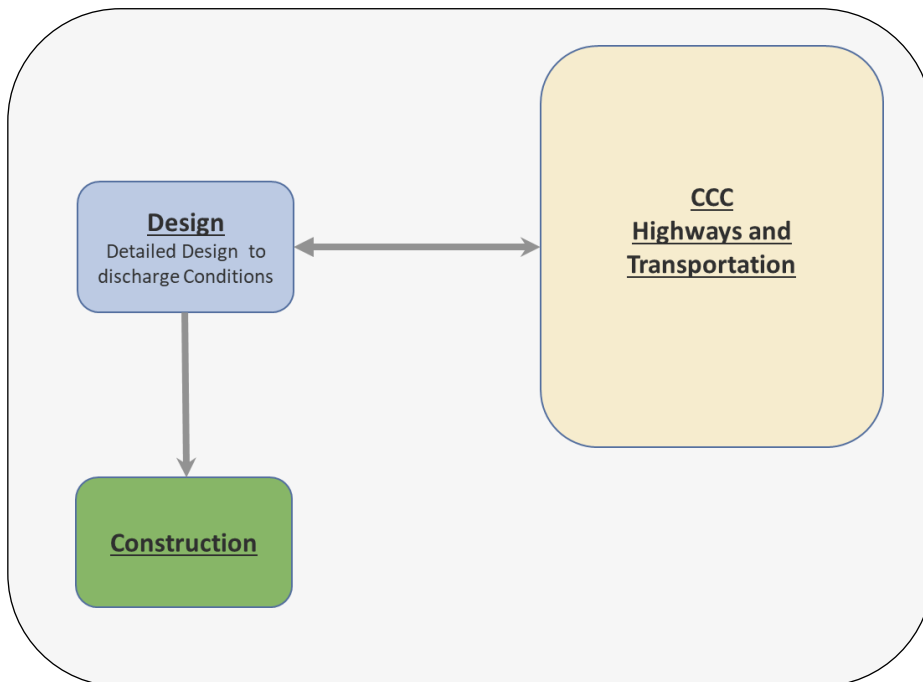 Design
Detailed Design  to
discharge Conditions
CCC
Highways and
Transportation
Construction